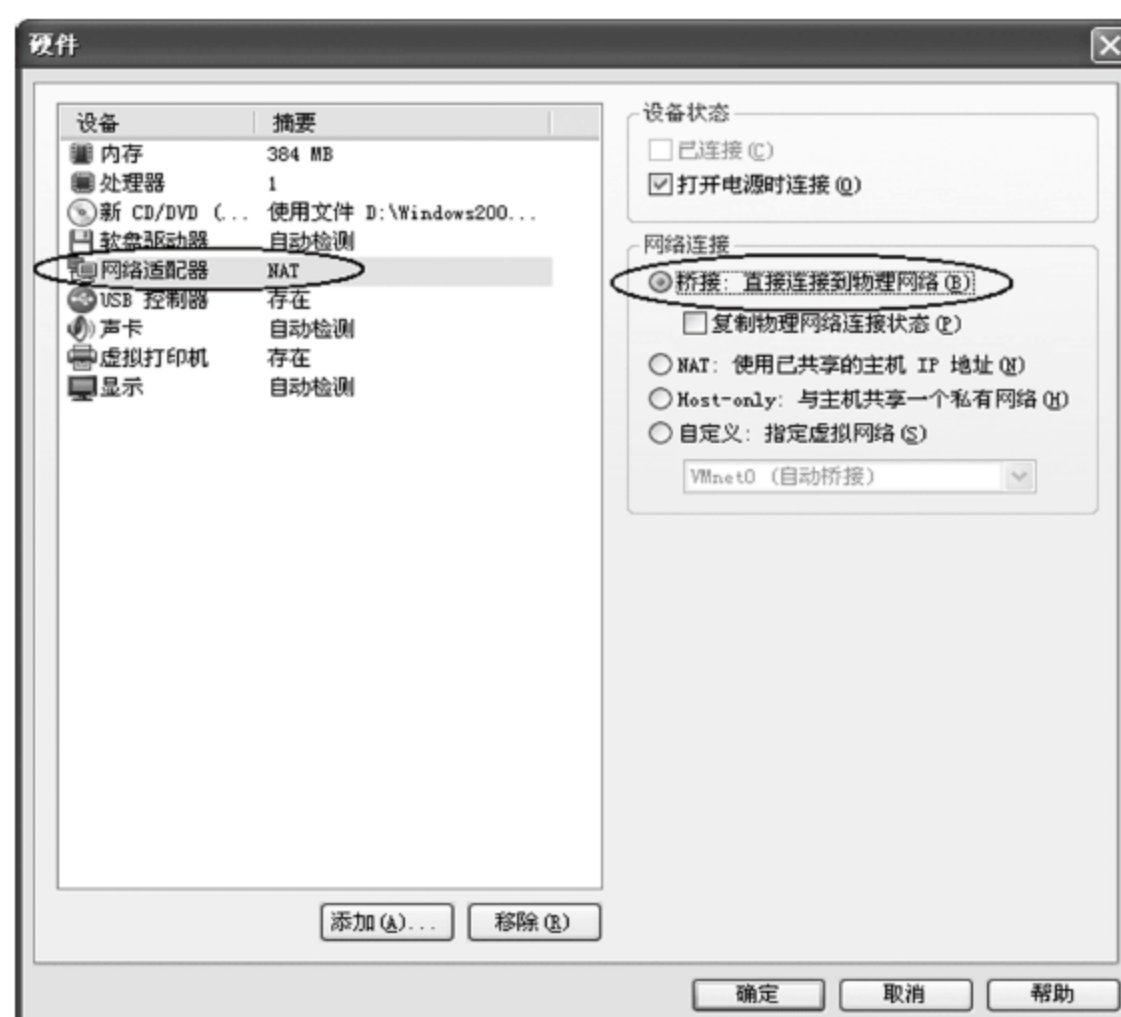 硬件
设备 摘要
内存 384 MB
处理器 1
新 CD/DVD (... 使用文件 D:\Windows200...
软盘驱动器 自动检测
网络适配器 NAT
USB 控制器 存在
声卡 自动检测
虚拟打印机 存在
显示 自动检测
添加(A)... 移除(R)
设备状态
已连接(C)
打开电源时连接(O)
网络连接
桥接: 直接连接到物理网络(B)
复制物理网络连接状态(P)
NAT: 使用已共享的主机 IP 地址(N)
Host-only: 与主机共享一个私有网络(H)
自定义: 指定虚拟网络(S)
VMnet0 (自动桥接)
确定 取消 帮助